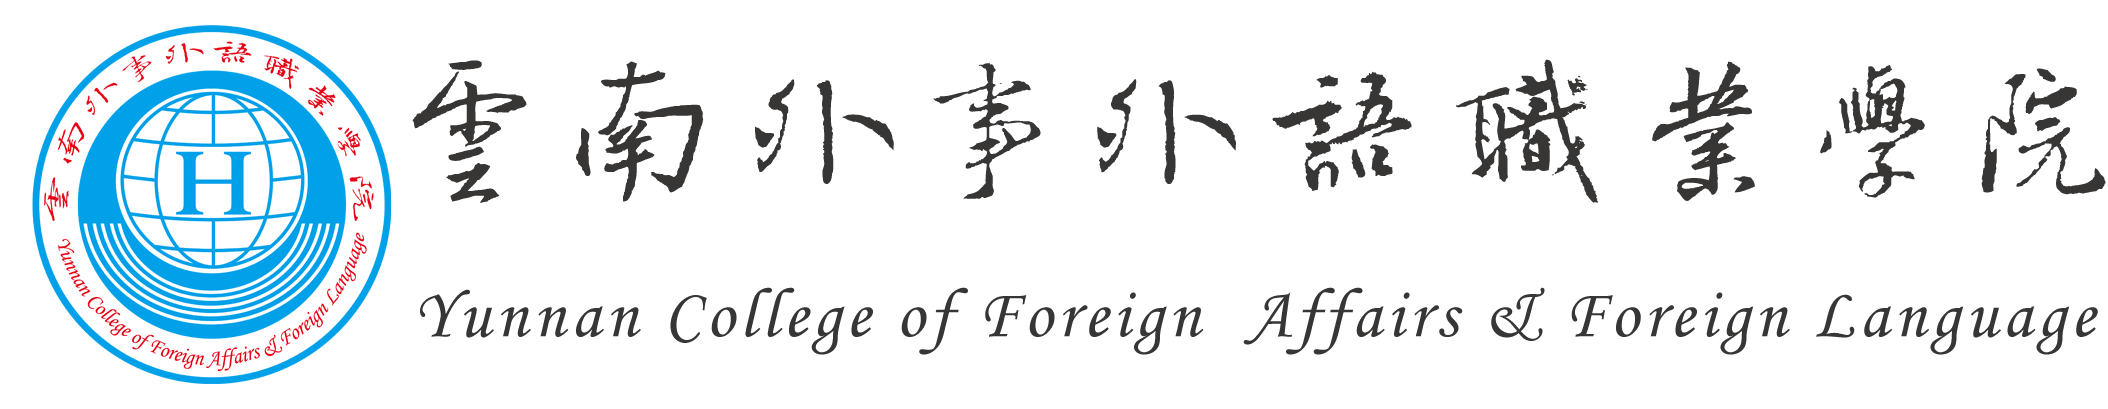 雲南外事外語職業學院
Yunnan College of Foreign Affairs & Foreign Language
H
雲南外事外語職業學院
Yunnan College of Foreign Affairs & Foreign Language